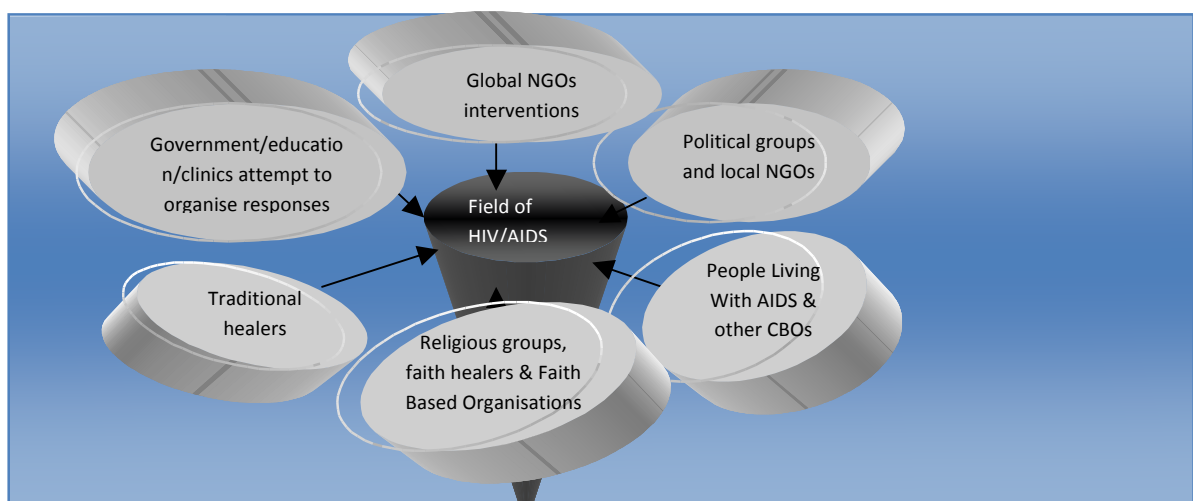 Global NGOs
interventions
Government/educatio
n/clinics attempt to
organise responses
Political groups
and local NGOs
Field of
HIV/AIDS
Traditional
healers
People Living
With AIDS &
other CBOs
Religious groups,
faith healers & Faith
Based Organisations